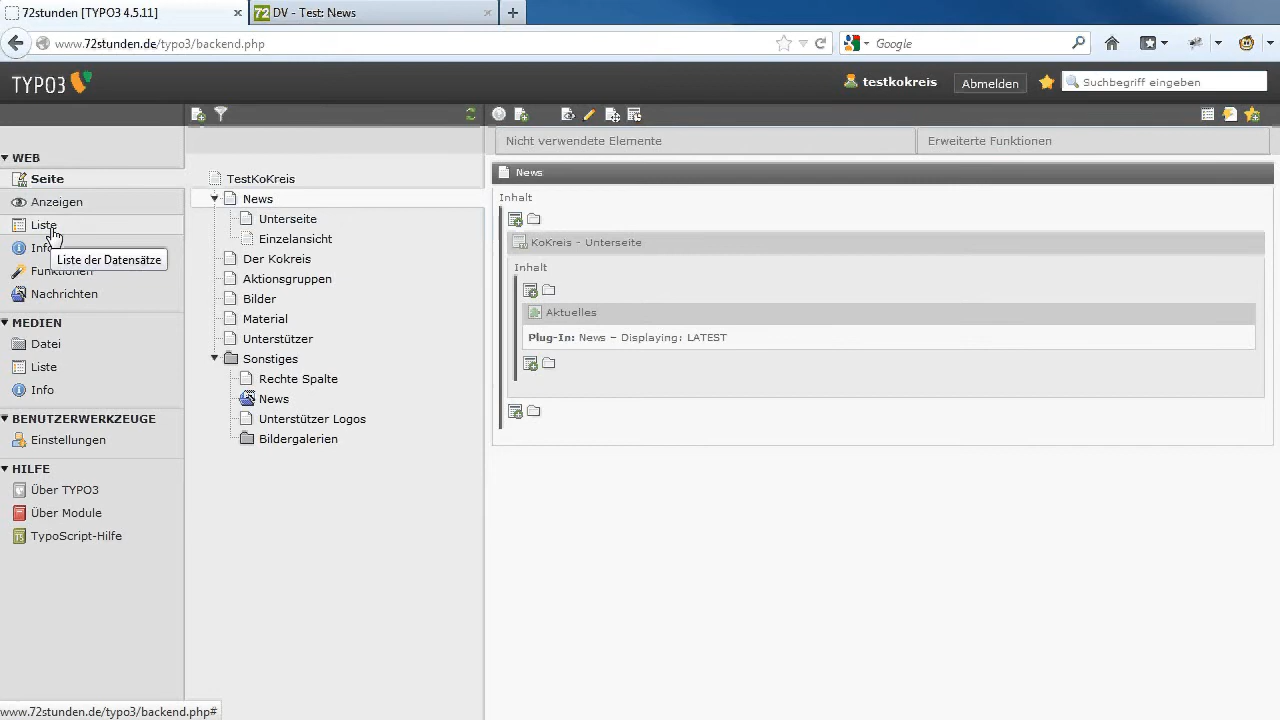 72stunden [TYPO3 4.5.11]
DV - Test: News
www.72stunden.de/typo3/backend.php
Google
TYPO3
testkokreis
Abmelden
Suchbegriff eingeben
WEB
Seite
Anzeigen
Liste
Info
Liste der Datensätze
Funktionen
Nachrichten
MEDIEN
Datei
Liste
Info
BENUTZERWERKZEUGE
Einstellungen
HILFE
Über TYPO3
Über Module
TypoScript-Hilfe
TestKoKreis
News
Unterseite
Einzelansicht
Der Kokreis
Aktionsgruppen
Bilder
Material
Unterstützer
Sonstiges
Rechte Spalte
News
Unterstützer Logos
Bildergalerien
Nicht verwendete Elemente
Erweiterte Funktionen
News
Inhalt
KoKreis - Unterseite
Inhalt
Aktuelles
Plug-In: News – Displaying: LATEST
www.72stunden.de/typo3/backend.php#